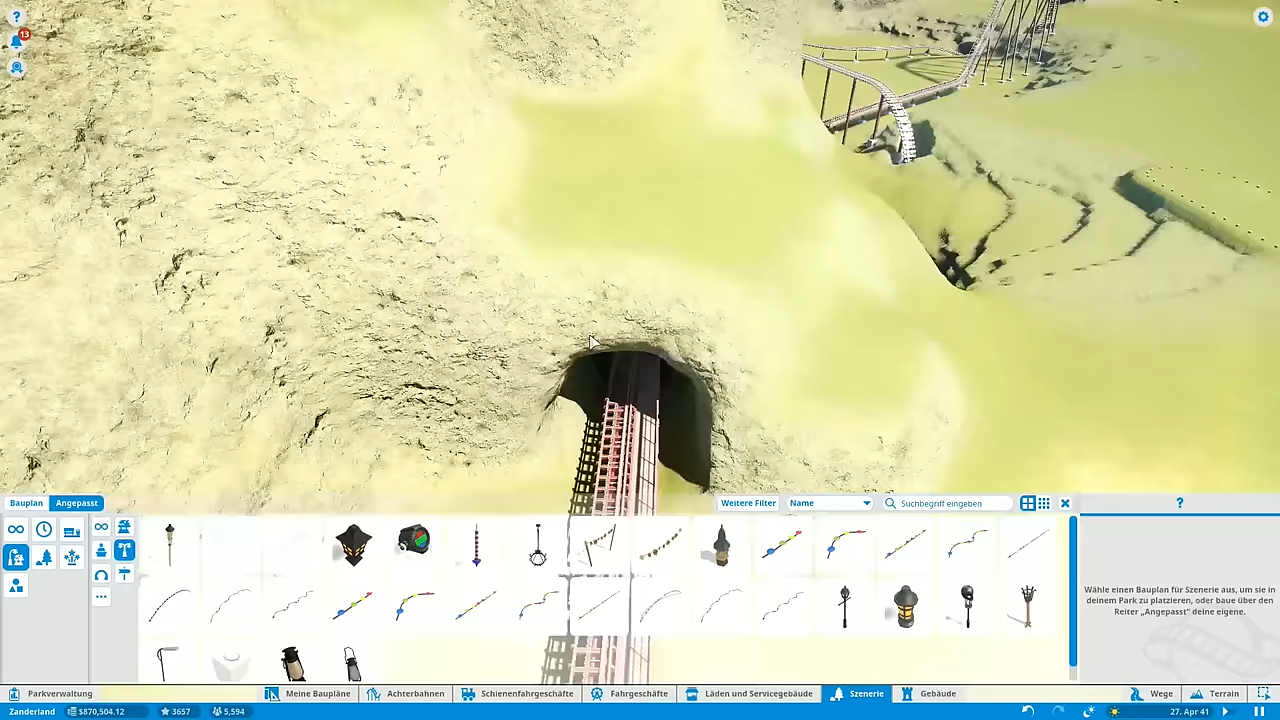 ?
13
Bauplan Angepasst
Weitere Filter Name Suchbegriff eingeben
?
Wähle einen Bauplan für Szenerie aus, um sie in
deinem Park zu platzieren, oder baue über den
Reiter „Angepasst" deine eigene.
Parkverwaltung Meine Baupläne Achterbahnen Schienenfahrgeschäfte Fahrgeschäfte Läden und Servicegebäude Szenerie Gebäude Wege Terrain
Zanderland $870,504.12 3657 5,594 27. Apr 41